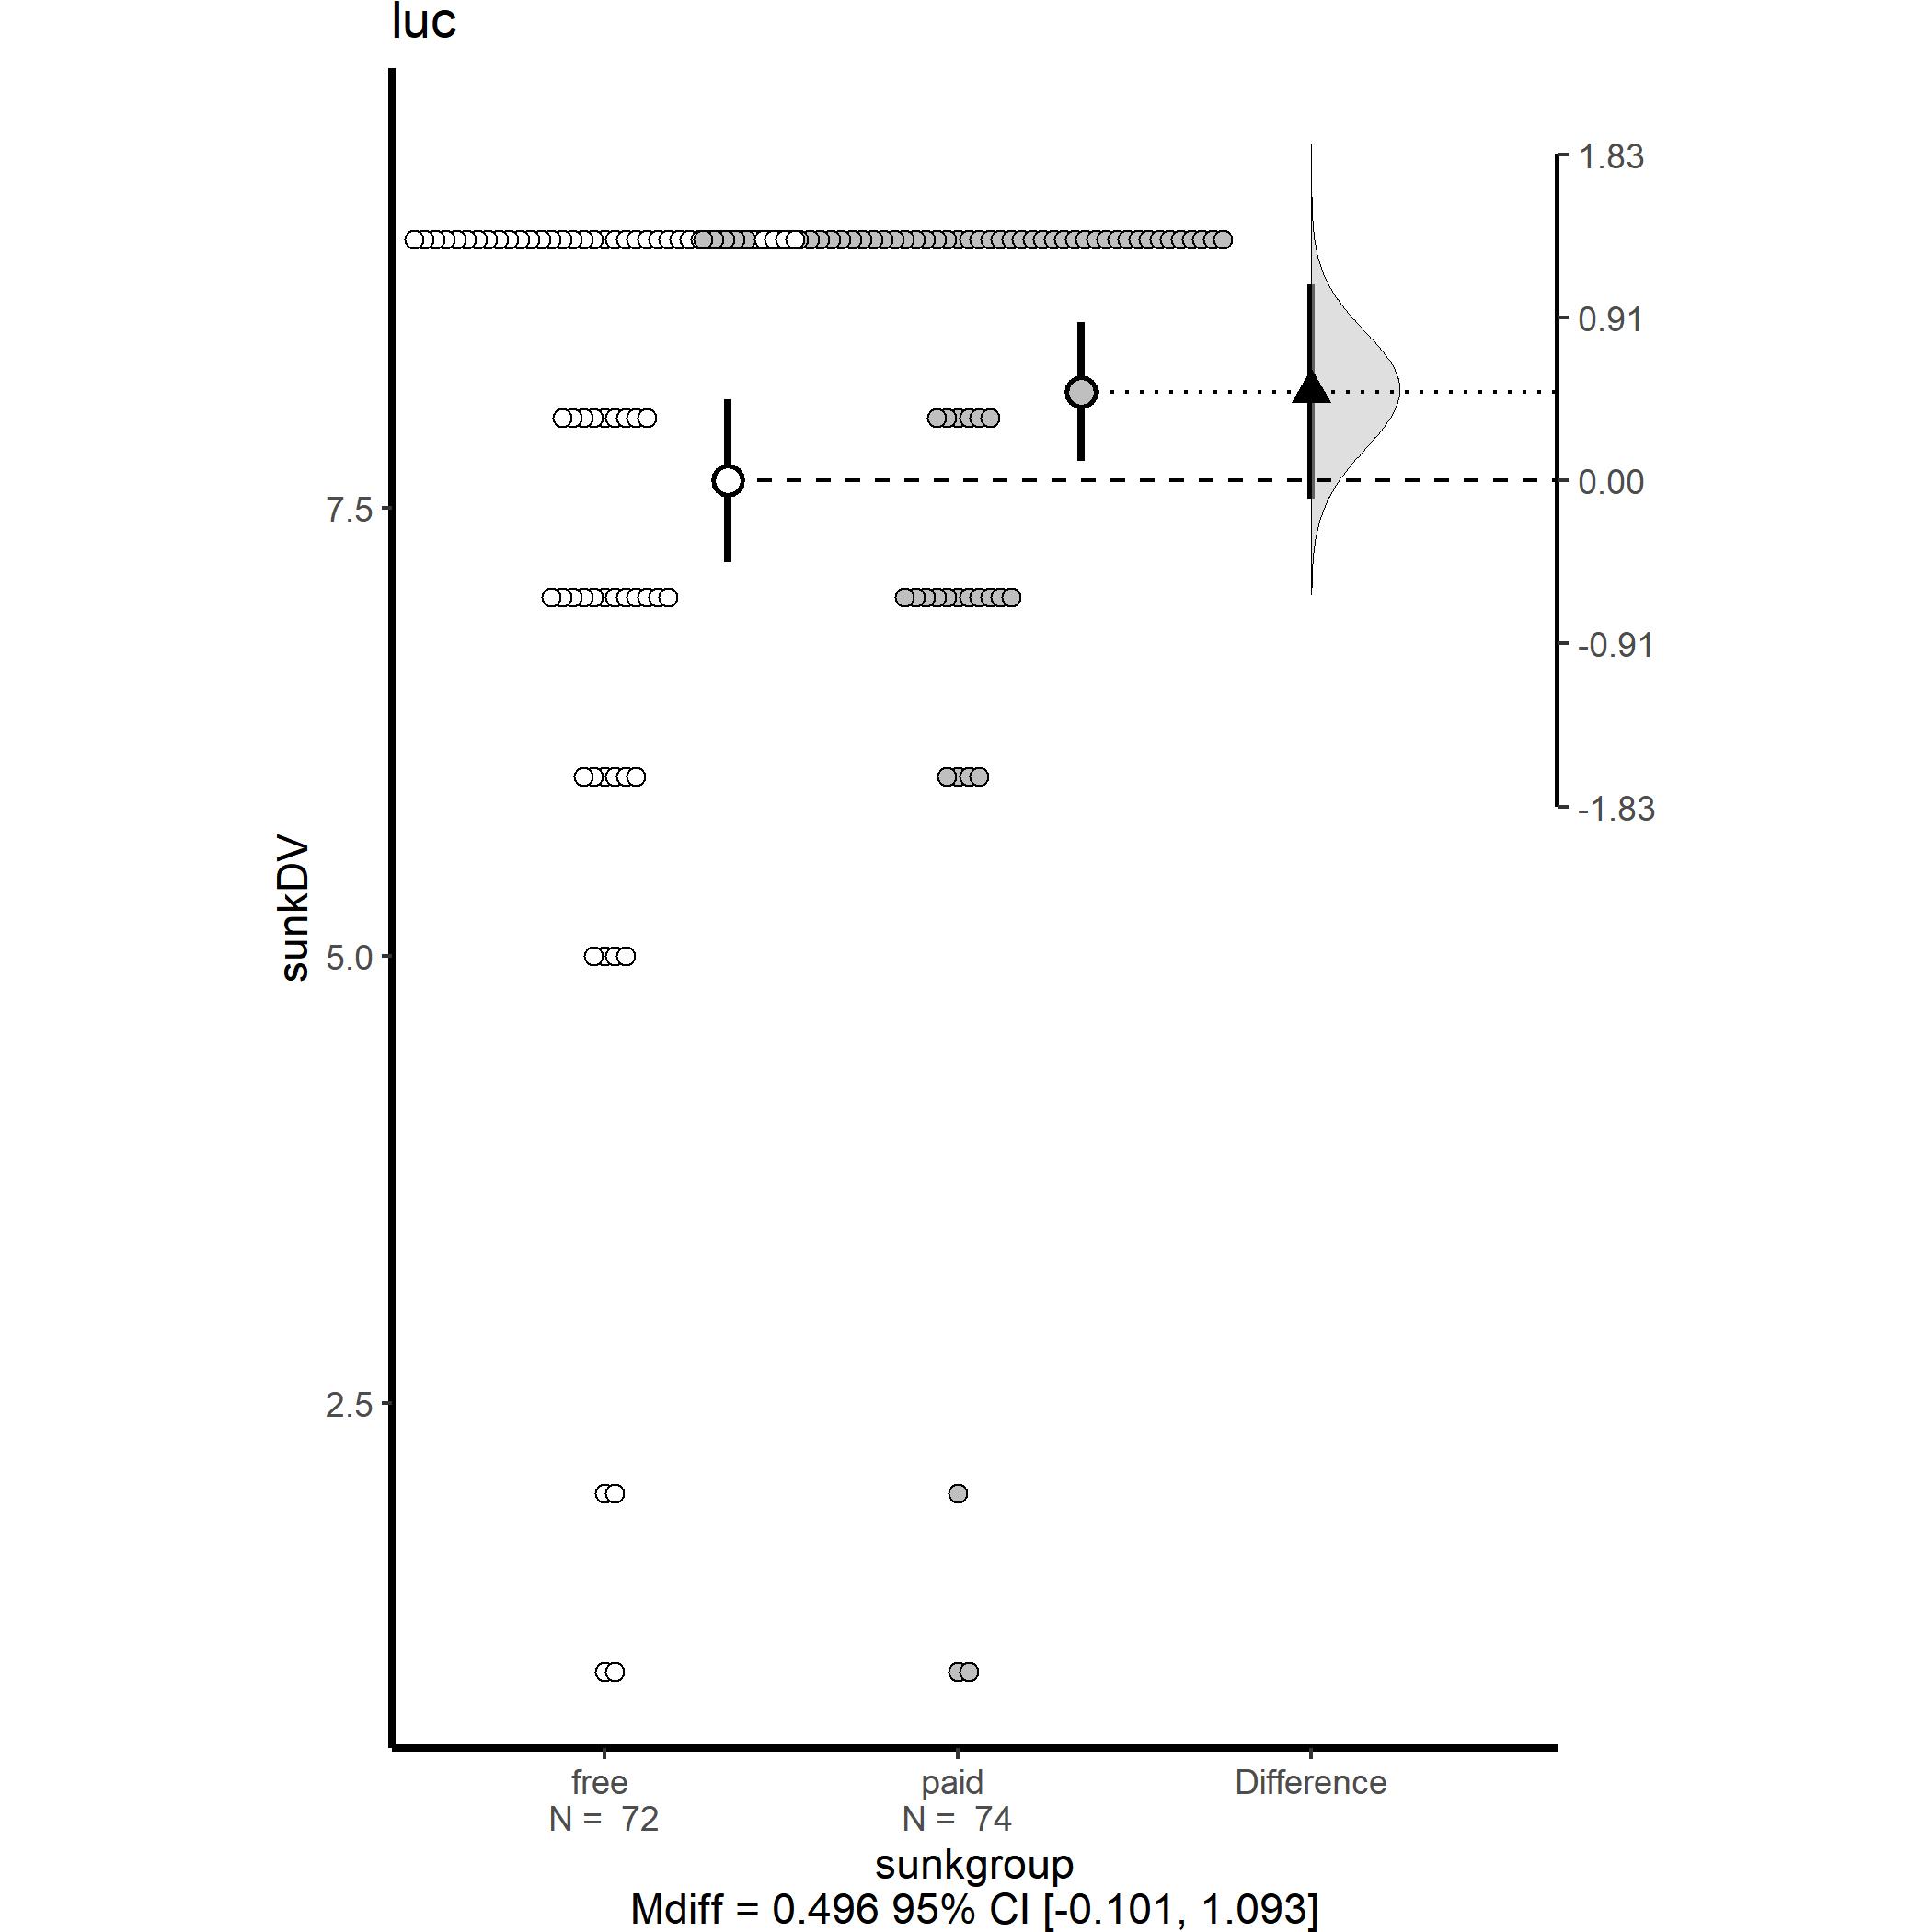 luc
1.83
0.91
0.00
-0.91
-1.83
7.5
5.0
2.5
sunkDV
free
N =  72
paid
N =  74
Difference
sunkgroup
Mdiff = 0.496 95% CI [-0.101, 1.093]